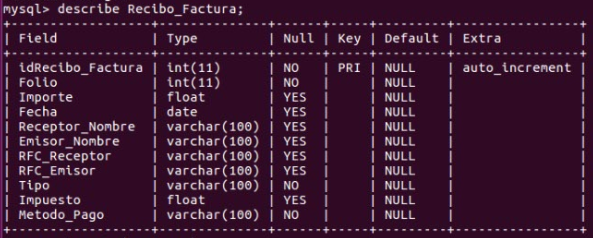 mysql> describe Recibo_Factura;
+-------------------+--------------+------+-----+---------+----------------+
| Field             | Type         | Null | Key | Default | Extra          |
+-------------------+--------------+------+-----+---------+----------------+
| idRecibo_Factura  | int(11)      | NO   | PRI | NULL    | auto_increment |
| Folio             | int(11)      | NO   |     | NULL    |                |
| Importe           | float        | YES  |     | NULL    |                |
| Fecha             | date         | YES  |     | NULL    |                |
| Receptor_Nombre   | varchar(100) | YES  |     | NULL    |                |
| Emisor_Nombre     | varchar(100) | YES  |     | NULL    |                |
| RFC_Receptor      | varchar(100) | YES  |     | NULL    |                |
| RFC_Emisor        | varchar(100) | YES  |     | NULL    |                |
| Tipo              | varchar(100) | NO   |     | NULL    |                |
| Impuesto          | float        | YES  |     | NULL    |                |
| Metodo_Pago       | varchar(100) | NO   |     | NULL    |                |
+-------------------+--------------+------+-----+---------+----------------+